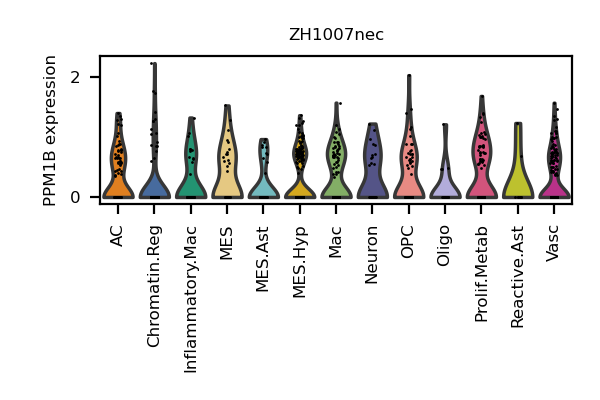 ZH1007nec
PPM1B expression
2
0
AC
Chromatin.Reg
Inflammatory.Mac
MES
MES.Ast
MES.Hyp
Mac
Neuron
OPC
Oligo
Prolif.Metab
Reactive.Ast
Vasc